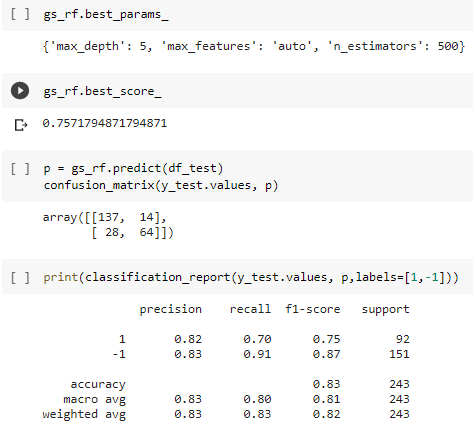 [ ] gs_rf.best_params_
{'max_depth': 5, 'max_features': 'auto', 'n_estimators': 500}
gs_rf.best_score_
0.7571794871794871
[ ] p = gs_rf.predict(df_test)
confusion_matrix(y_test.values, p)
array([[137, 14],
[ 28, 64]])
[ ] print(classification_report(y_test.values, p,labels=[1,-1]))
precision recall f1-score support
1 0.82 0.70 0.75 92
-1 0.83 0.91 0.87 151
accuracy 0.83 243
macro avg 0.83 0.80 0.81 243
weighted avg 0.83 0.83 0.82 243